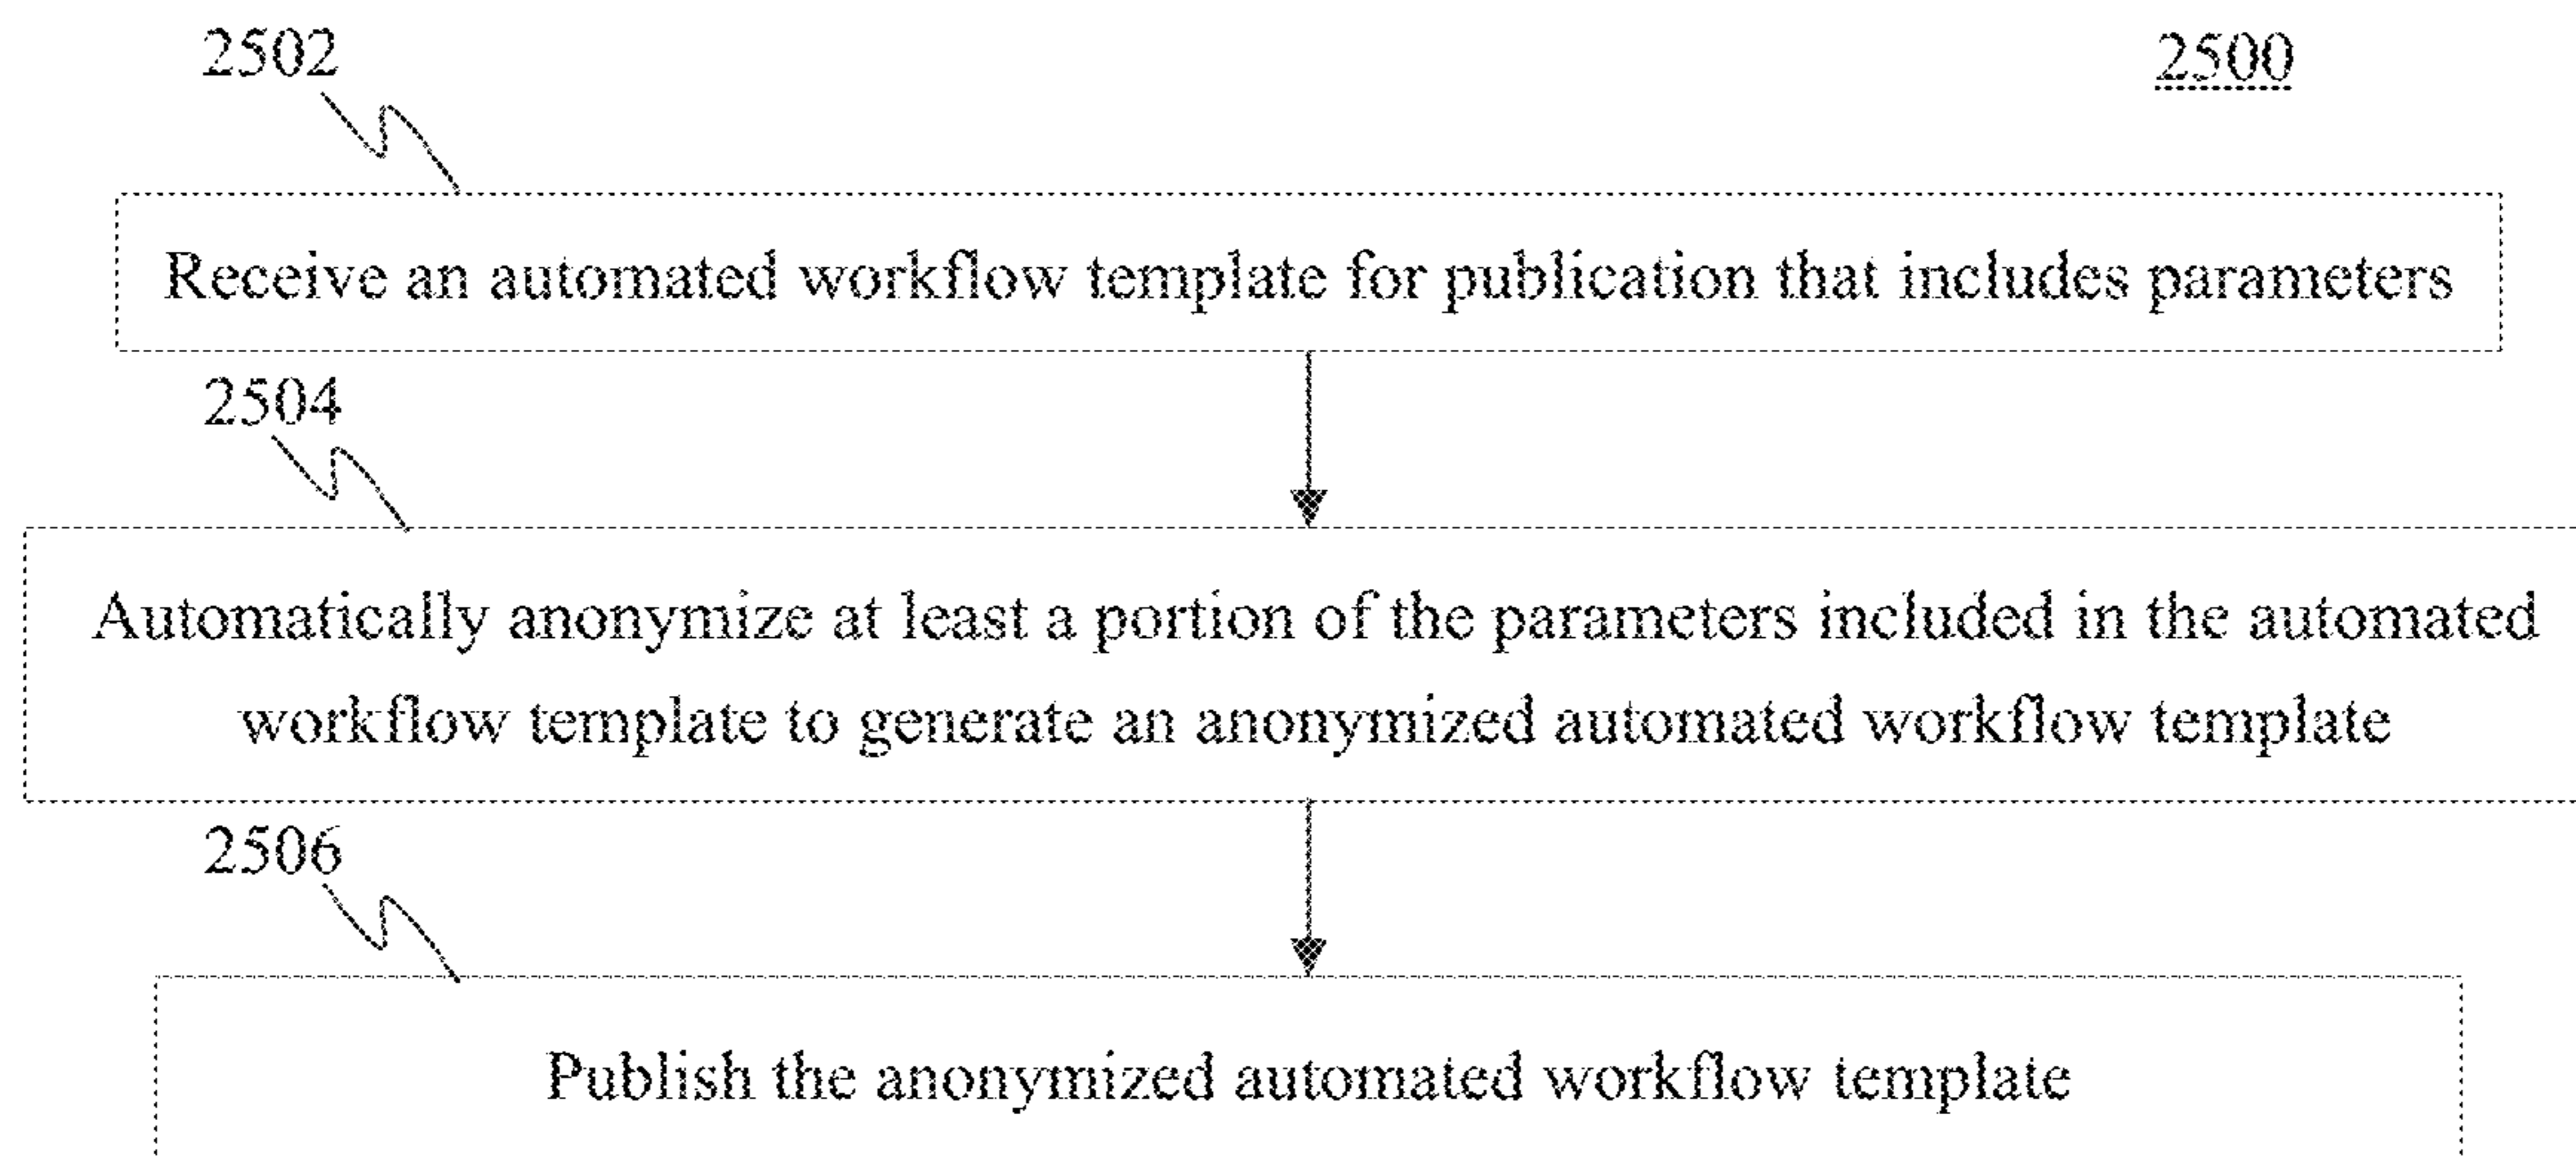 2502
2500
Receive an automated workflow template for publication that includes parameters
2504
Automatically anonymize at least a portion of the parameters included in the automated
workflow template to generate an anonymized automated workflow template
2506
Publish the anonymized automated workflow template